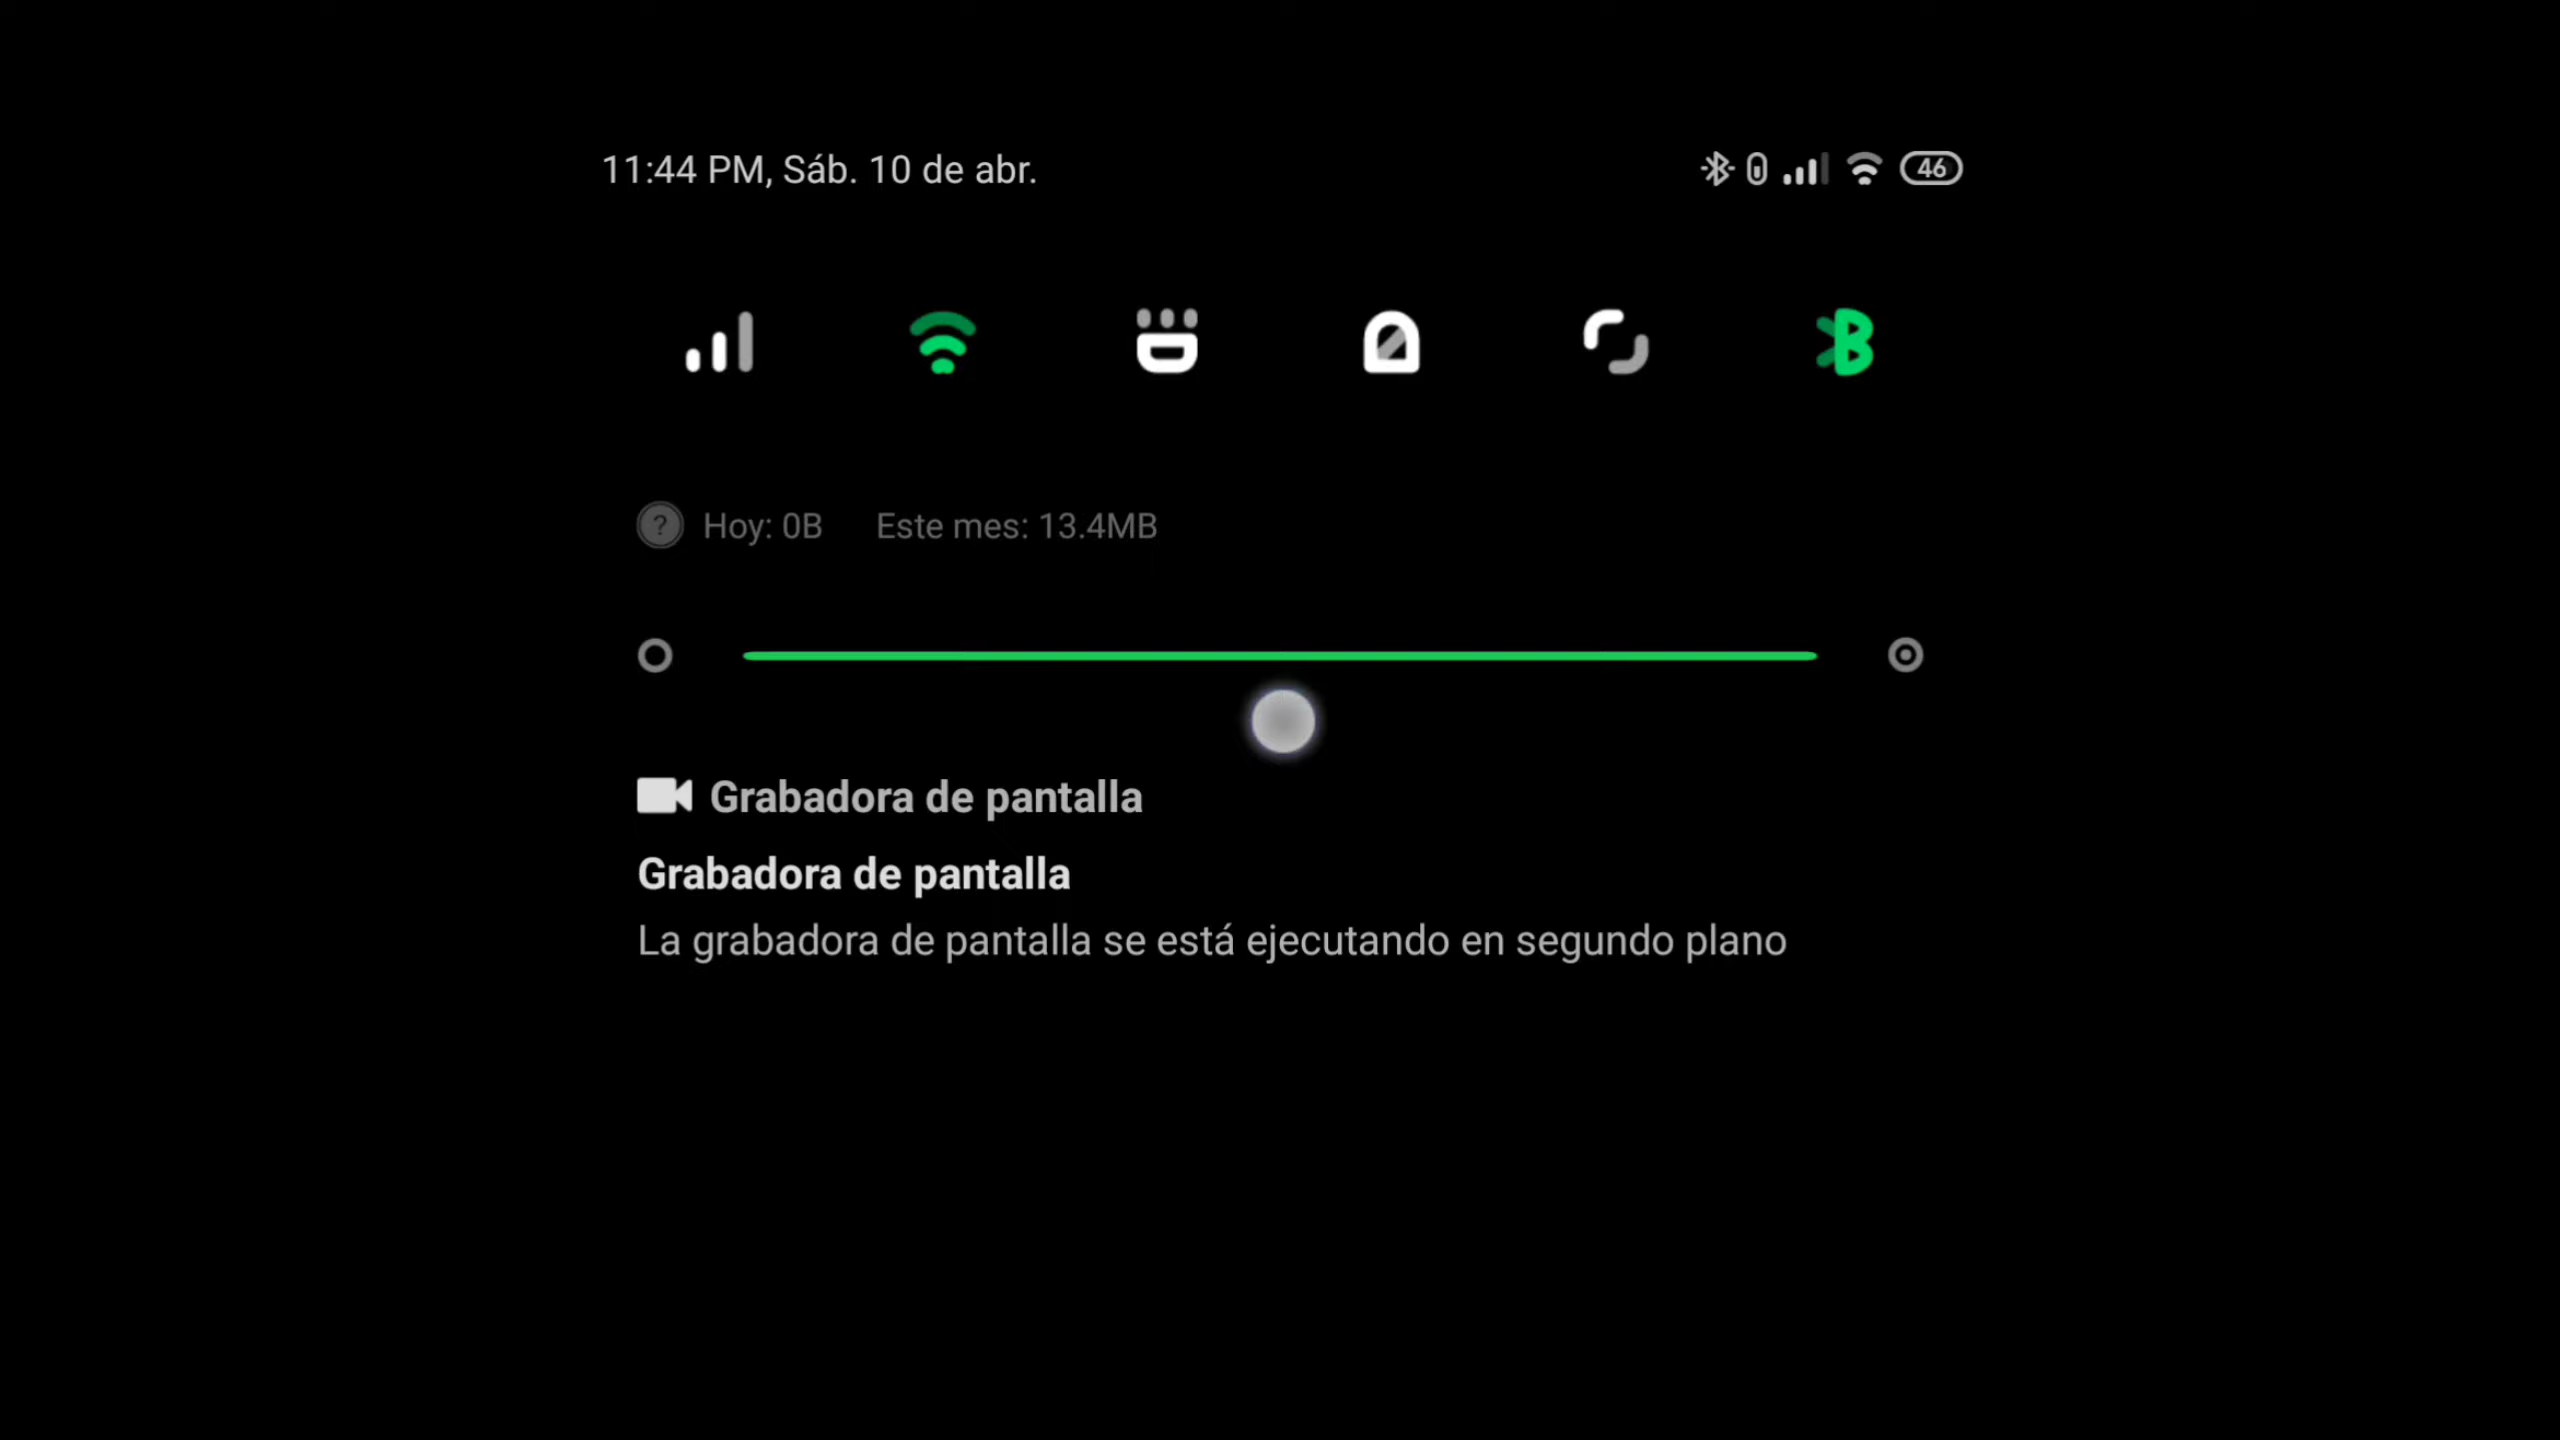 11:44 PM, Sáb. 10 de abr.
46
Hoy: 0B Este mes: 13.4MB
Grabadora de pantalla
Grabadora de pantalla
La grabadora de pantalla se está ejecutando en segundo plano